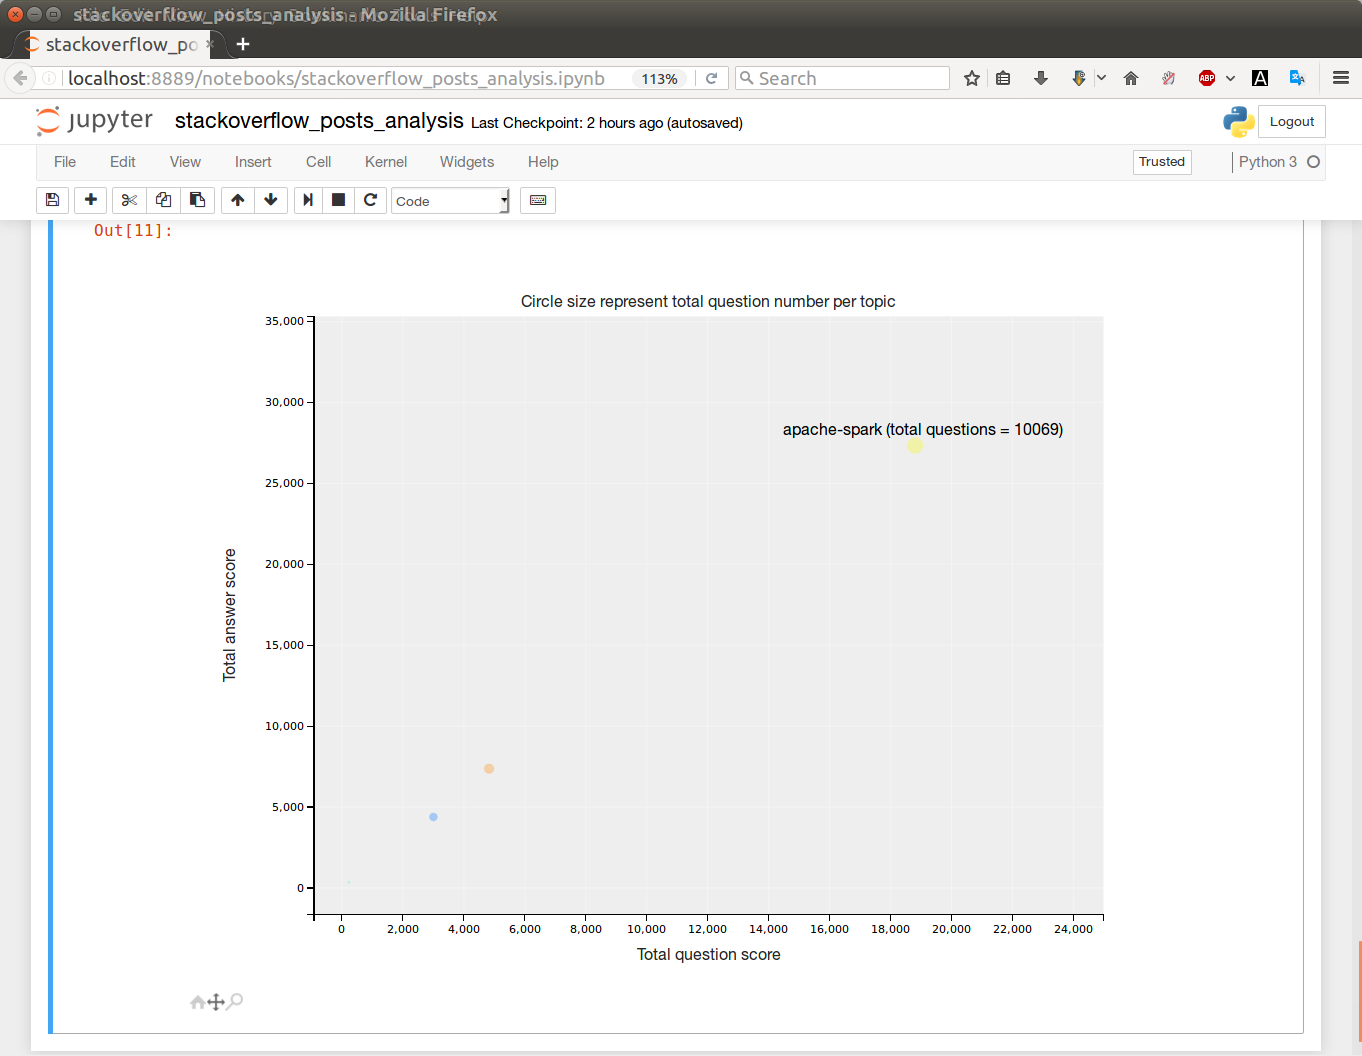 stackoverflow_posts_analysis - Mozilla Firefox
stackoverflow_po
localhost:8889/notebooks/stackoverflow_posts_analysis.ipynb
113%
Search
ABP
A
jupyter
stackoverflow_posts_analysis Last Checkpoint: 2 hours ago (autosaved)
Logout
File Edit View Insert Cell Kernel Widgets Help
Trusted
Python 3
Code
Out[11]:
Circle size represent total question number per topic
35,000
30,000
25,000
20,000
15,000
10,000
5,000
0
apache-spark (total questions = 10069)
Total answer score
0 2,000 4,000 6,000 8,000 10,000 12,000 14,000 16,000 18,000 20,000 22,000 24,000
Total question score